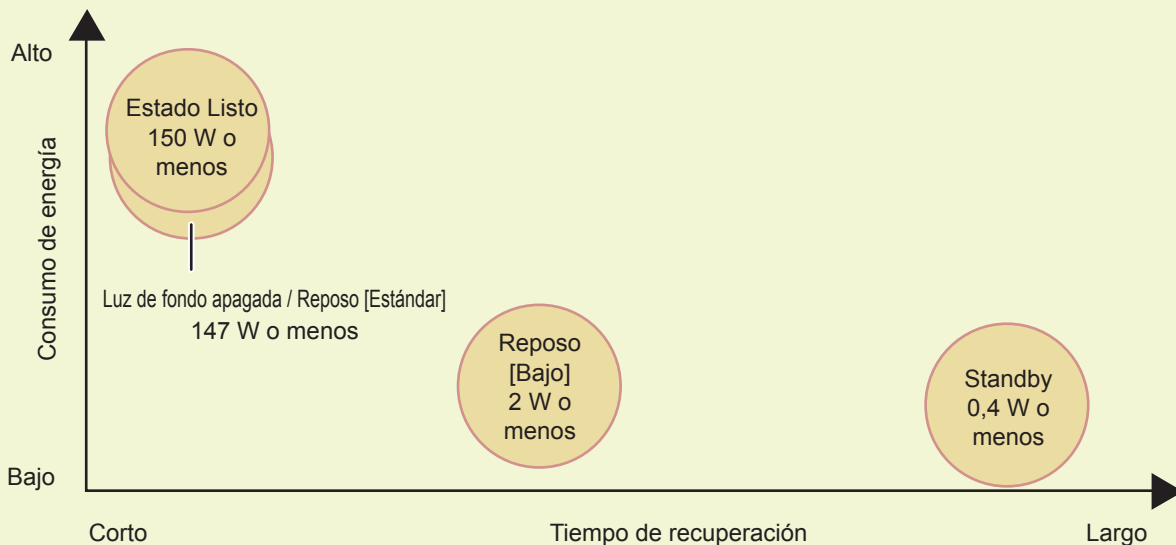 Alto
Consumo de energía
Estado Listo
150 W o
menos
Luz de fondo apagada / Reposo [Estándar]
147 W o menos
Reposo
[Bajo]
2 W o
menos
Standby
0,4 W o
menos
Bajo
Corto
Tiempo de recuperación
Largo